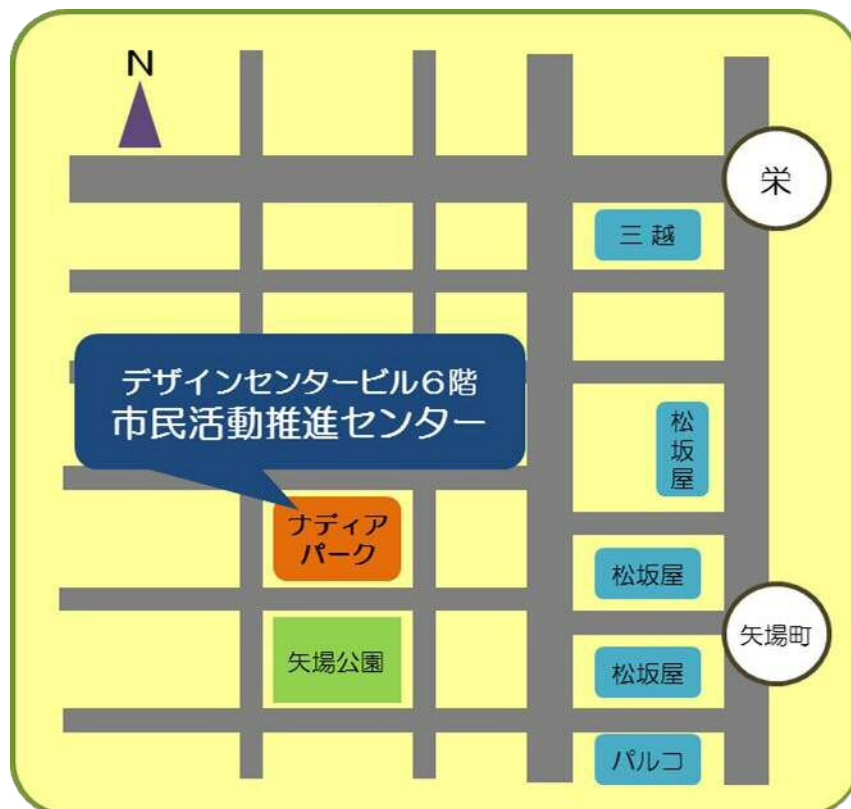 N
栄
三越
デザインセンタービル6階
市民活動推進センター
松
坂
屋
ナディア
パーク
松坂屋
矢場町
矢場公園
松坂屋
パルコ